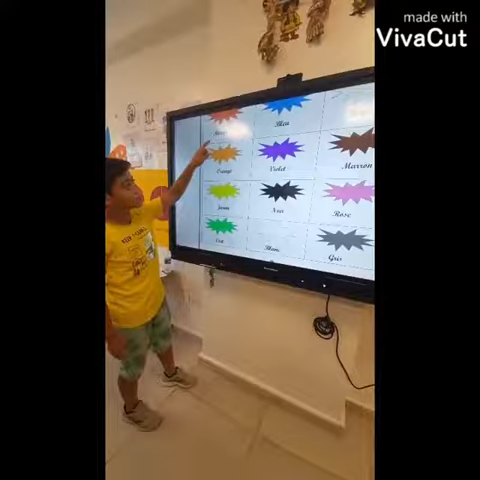 made with
VivaCut
Bleu
Orange
Violet
Marron
Jaune
Noir
Rose
Vert
Blanc
Gris